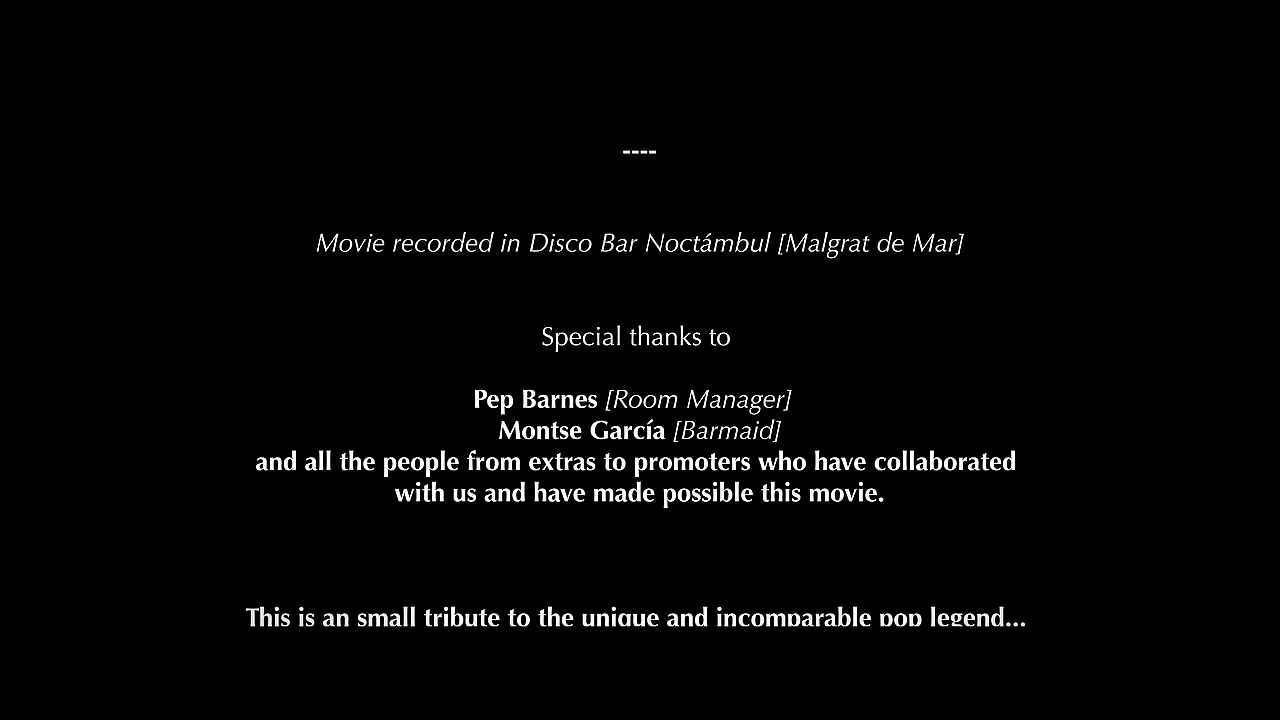 ----
Movie recorded in Disco Bar Noctámbul [Malgrat de Mar]
Special thanks to
Pep Barnes [Room Manager]
Montse García [Barmaid]
and all the people from extras to promoters who have collaborated
with us and have made possible this movie.
This is an small tribute to the unique and incomparable pop legend...